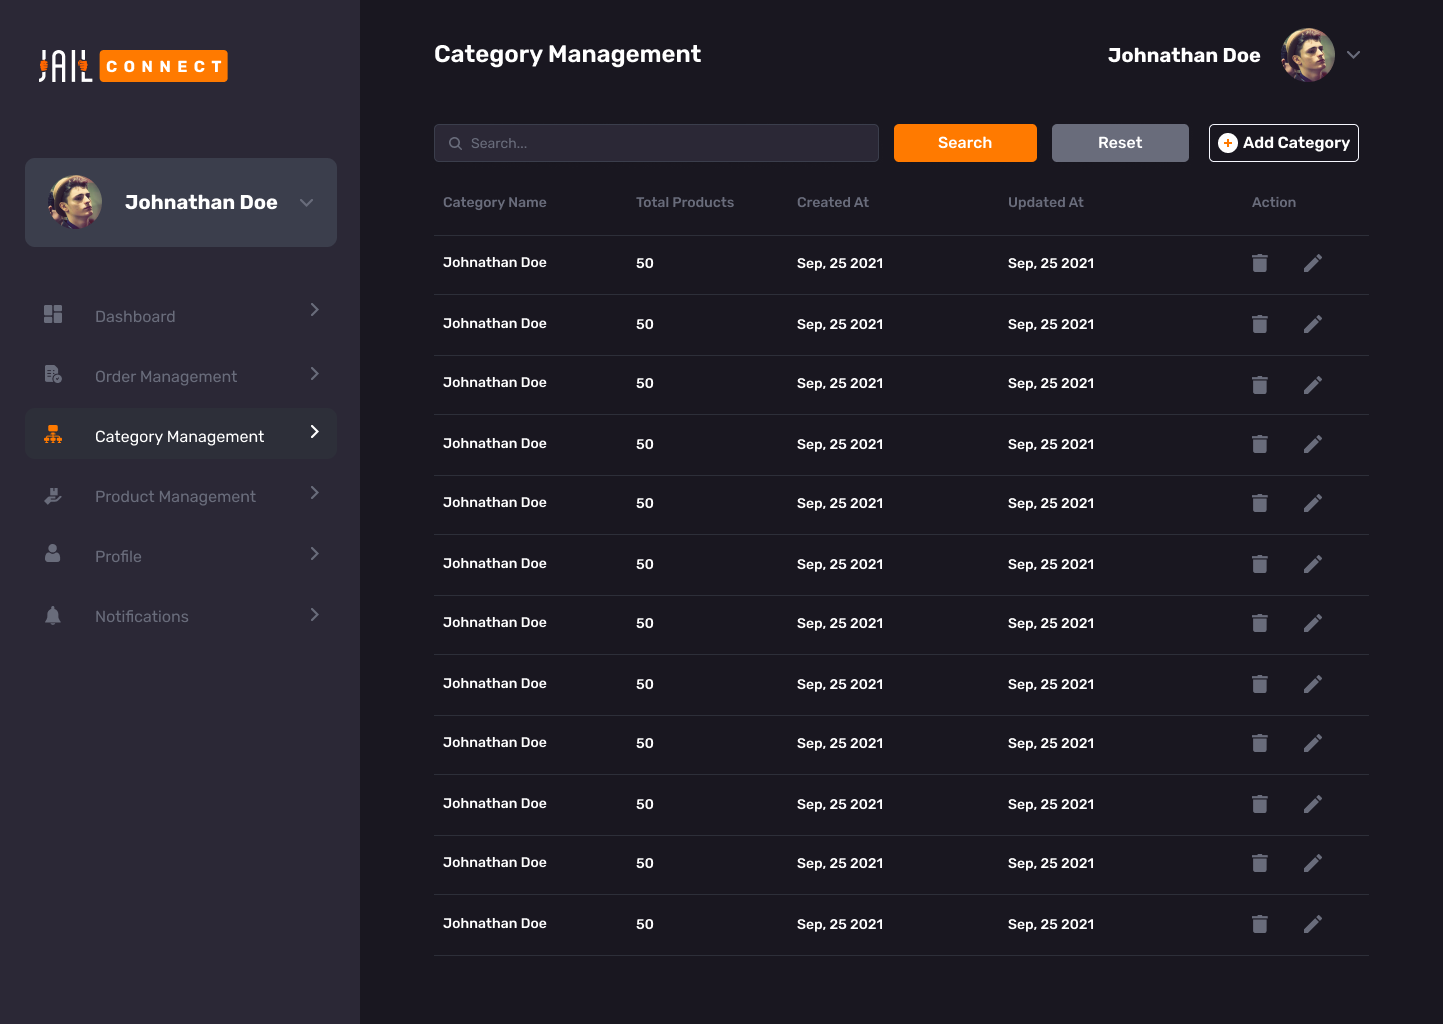 JAIL CONNECT
Category Management
Johnathan Doe
Johnathan Doe
Dashboard
Order Management
Category Management
Product Management
Profile
Notifications
Search...
Search
Reset
Add Category
Category Name Total Products Created At Updated At Action
Johnathan Doe 50 Sep, 25 2021 Sep, 25 2021
Johnathan Doe 50 Sep, 25 2021 Sep, 25 2021
Johnathan Doe 50 Sep, 25 2021 Sep, 25 2021
Johnathan Doe 50 Sep, 25 2021 Sep, 25 2021
Johnathan Doe 50 Sep, 25 2021 Sep, 25 2021
Johnathan Doe 50 Sep, 25 2021 Sep, 25 2021
Johnathan Doe 50 Sep, 25 2021 Sep, 25 2021
Johnathan Doe 50 Sep, 25 2021 Sep, 25 2021
Johnathan Doe 50 Sep, 25 2021 Sep, 25 2021
Johnathan Doe 50 Sep, 25 2021 Sep, 25 2021
Johnathan Doe 50 Sep, 25 2021 Sep, 25 2021
Johnathan Doe 50 Sep, 25 2021 Sep, 25 2021